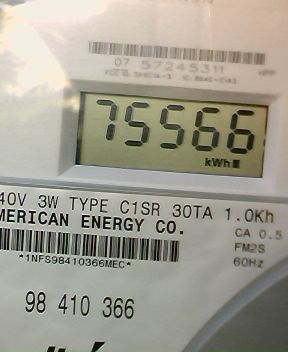 07 57245311
75566
kWh
40V 3W TYPE C1SR 30TA 1.0Kh
MERICAN ENERGY CO.
CA 0.5
FM2S
60Hz
*1NFS98410366MEC*
98 410 366